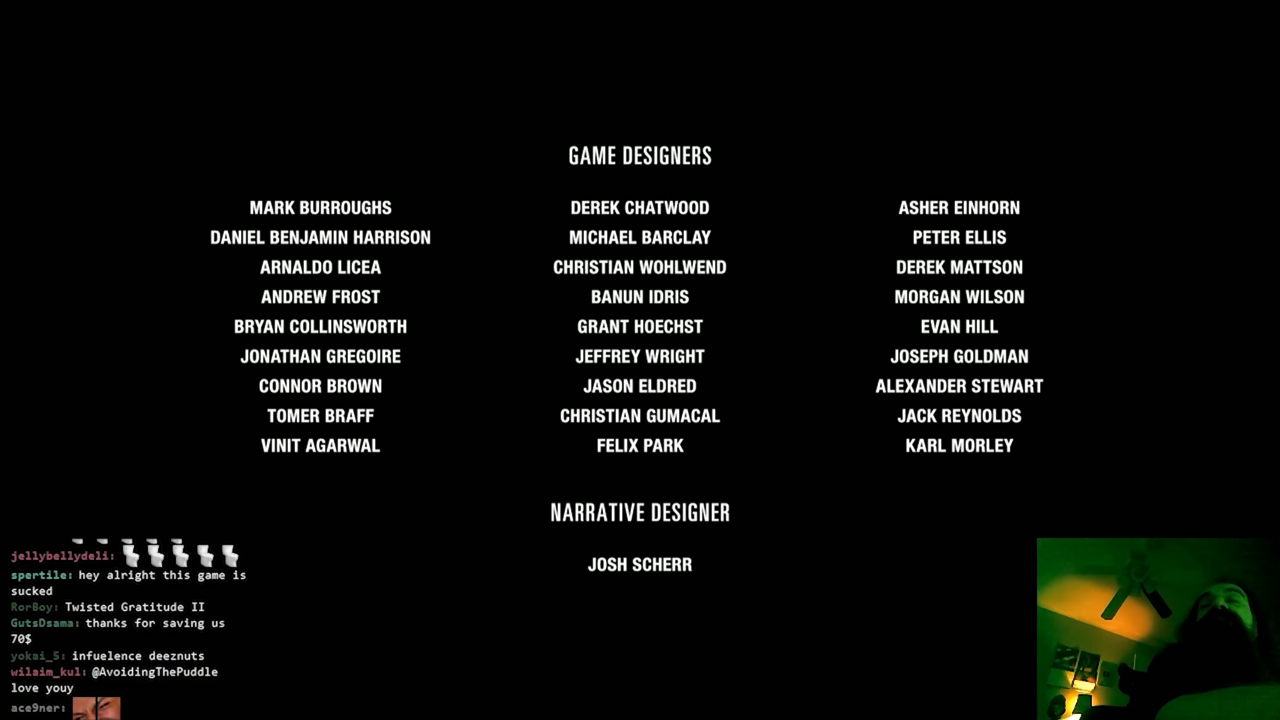 GAME DESIGNERS
MARK BURROUGHS
DANIEL BENJAMIN HARRISON
ARNALDO LICEA
ANDREW FROST
BRYAN COLLINSWORTH
JONATHAN GREGOIRE
CONNOR BROWN
TOMER BRAFF
VINIT AGARWAL
DEREK CHATWOOD
MICHAEL BARCLAY
CHRISTIAN WOHLWEND
BANUN IDRIS
GRANT HOECHST
JEFFREY WRIGHT
JASON ELDRED
CHRISTIAN GUMACAL
FELIX PARK
ASHER EINHORN
PETER ELLIS
DEREK MATTSON
MORGAN WILSON
EVAN HILL
JOSEPH GOLDMAN
ALEXANDER STEWART
JACK REYNOLDS
KARL MORLEY
NARRATIVE DESIGNER
JOSH SCHERR
jellybellydeli:
spertile: hey alright this game is
sucked
RorBoy: Twisted Gratitude II
GutsDsama: thanks for saving us
70$
yokai_5: infuelence deeznuts
wilaim_kul: @AvoidingThePuddle
love youy
ace9ner: